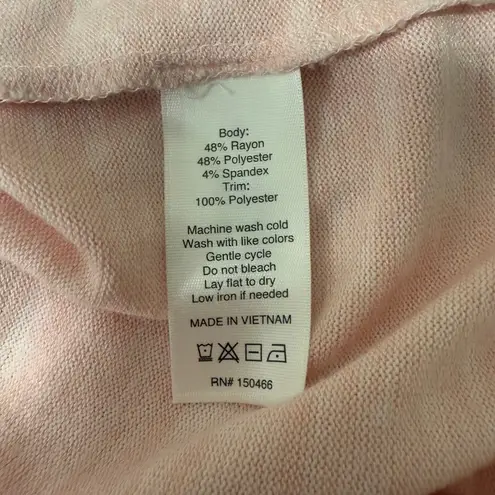 Body:
48% Rayon
48% Polyester
4% Spandex
Trim:
100% Polyester
Machine wash cold
Wash with like colors
Gentle cycle
Do not bleach
Lay flat to dry
Low iron if needed
MADE IN VIETNAM
RN# 150466